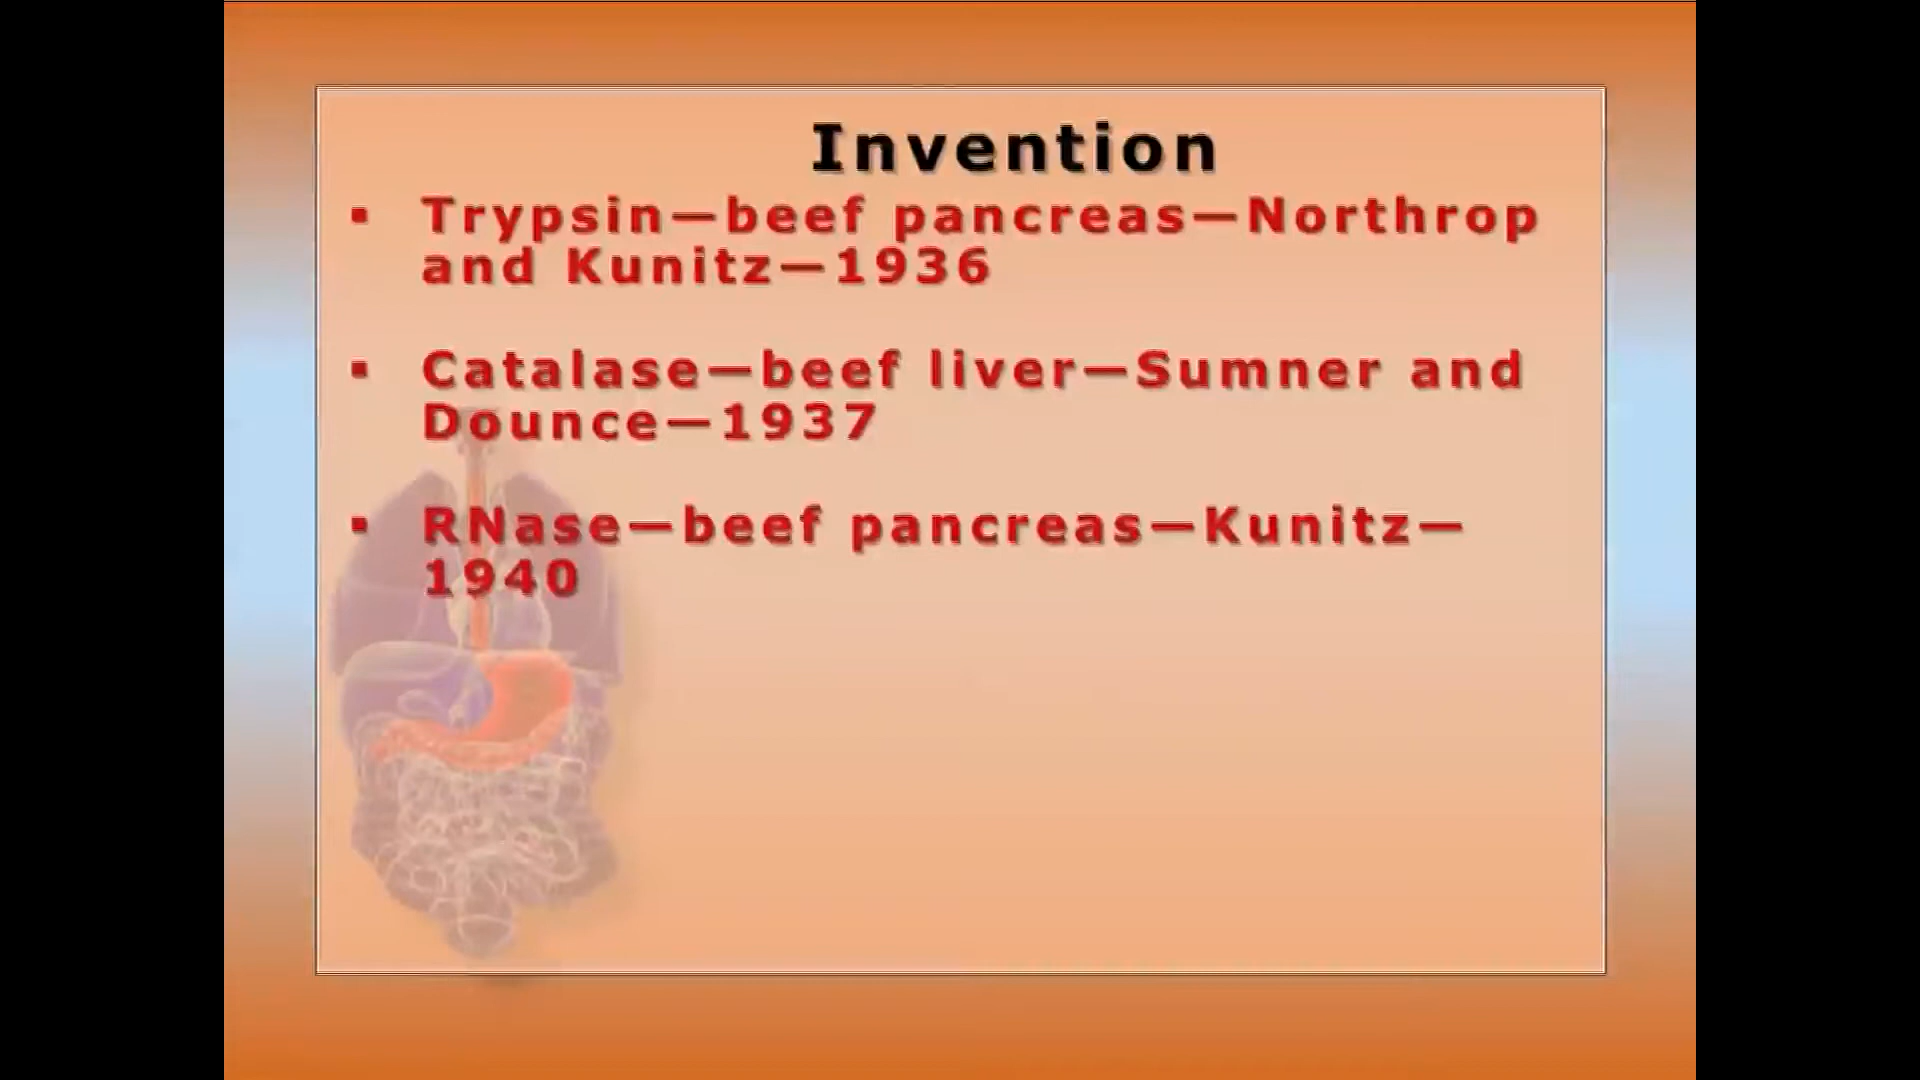 Invention
▪ Trypsin—beef pancreas—Northrop
and Kunitz—1936
▪ Catalase—beef liver—Sumner and
Dounce—1937
▪ RNase—beef pancreas—Kunitz—
1940